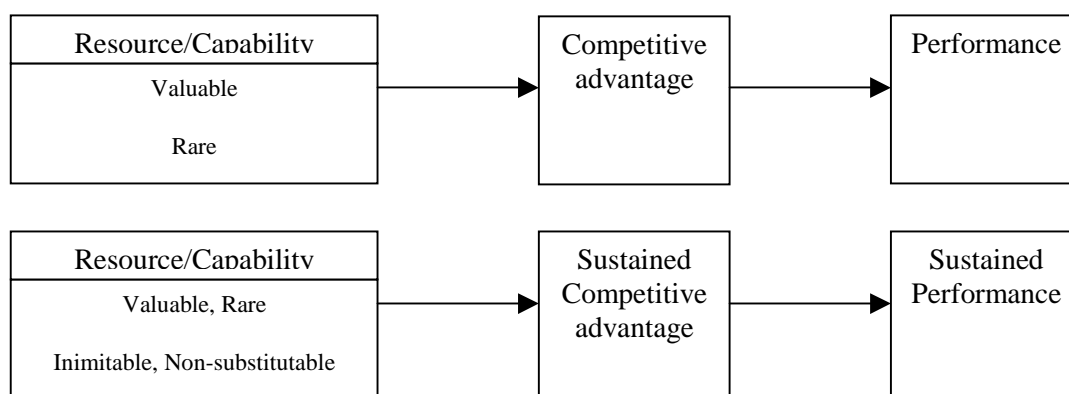 Resource/Capability
Valuable
Rare
Competitive
advantage
Performance
Resource/Capability
Valuable, Rare
Inimitable, Non-substitutable
Sustained
Competitive
advantage
Sustained
Performance